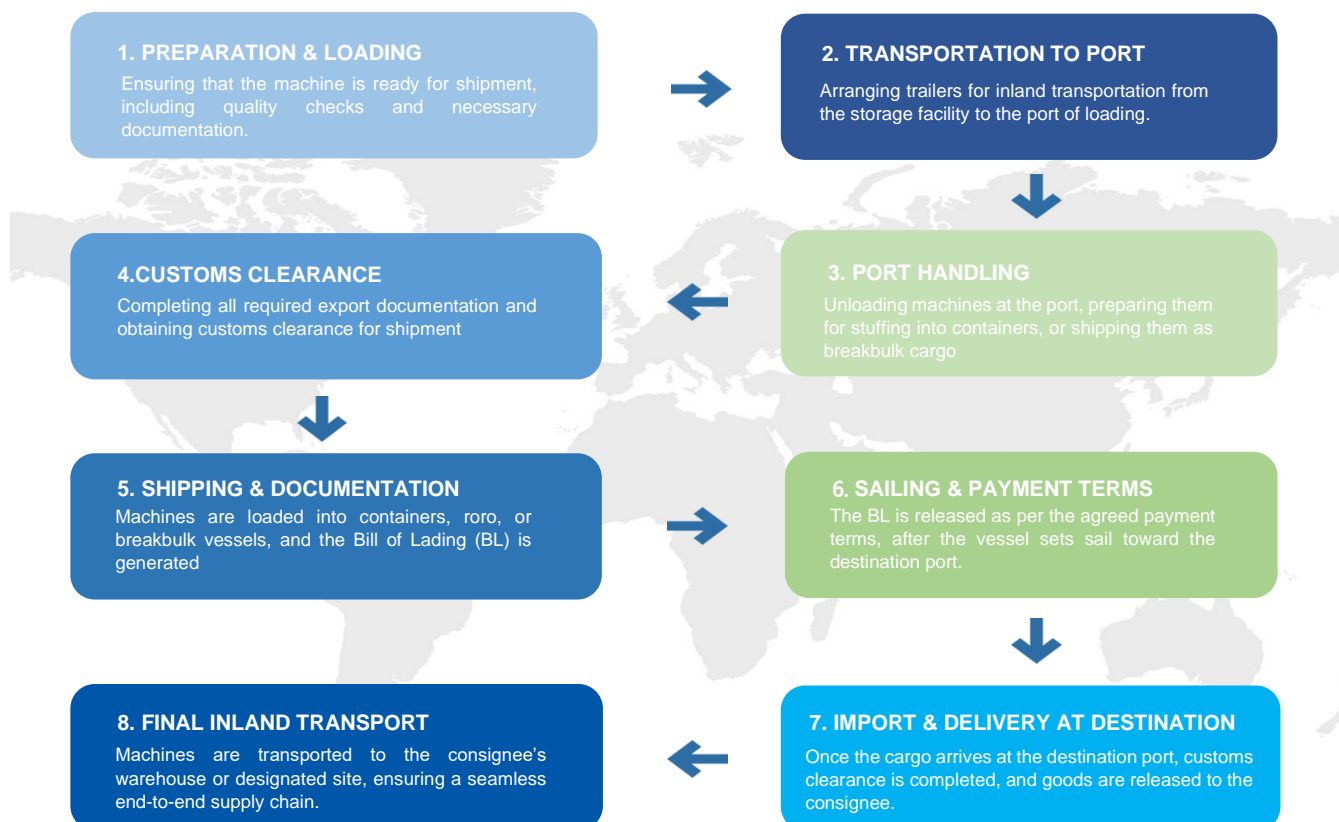 1. PREPARATION & LOADING
Ensuring that the machine is ready for shipment,
including quality checks and necessary
documentation.
2. TRANSPORTATION TO PORT
Arranging trailers for inland transportation from
the storage facility to the port of loading.
3. PORT HANDLING
Unloading machines at the port, preparing them
for stuffing into containers, or shipping them as
breakbulk cargo
4.CUSTOMS CLEARANCE
Completing all required export documentation and
obtaining customs clearance for shipment
5. SHIPPING & DOCUMENTATION
Machines are loaded into containers, roro, or
breakbulk vessels, and the Bill of Lading (BL) is
generated
6. SAILING & PAYMENT TERMS
The BL is released as per the agreed payment
terms, after the vessel sets sail toward the
destination port.
7. IMPORT & DELIVERY AT DESTINATION
Once the cargo arrives at the destination port, customs
clearance is completed, and goods are released to the
consignee.
8. FINAL INLAND TRANSPORT
Machines are transported to the consignee’s
warehouse or designated site, ensuring a seamless
end-to-end supply chain.